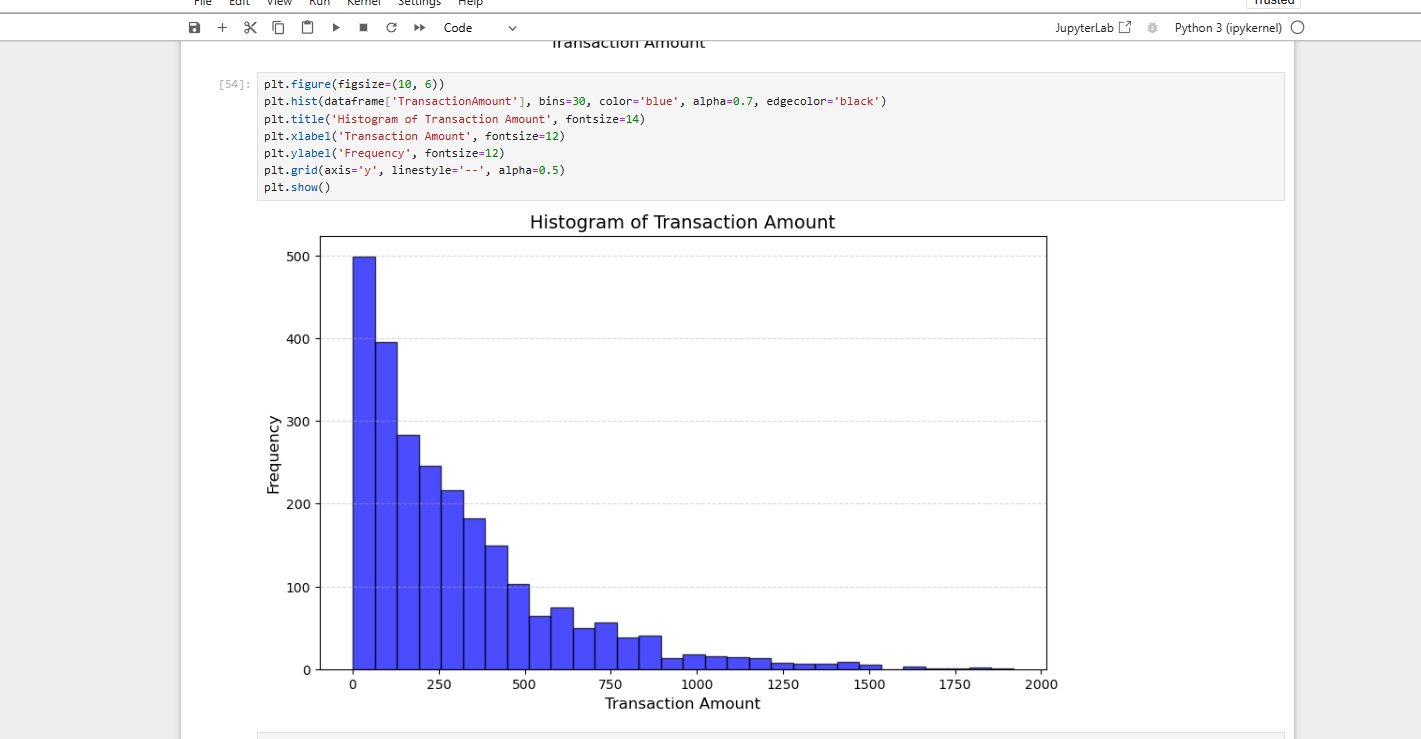 File Edit View Run Kernel Settings Help
Trusted
Code
JupyterLab
Python 3 (ipykernel)
Transaction Amount
[54]:
plt.figure(figsize=(10, 6))
plt.hist(dataframe['TransactionAmount'], bins=30, color='blue', alpha=0.7, edgecolor='black')
plt.title('Histogram of Transaction Amount', fontsize=14)
plt.xlabel('Transaction Amount', fontsize=12)
plt.ylabel('Frequency', fontsize=12)
plt.grid(axis='y', linestyle='--', alpha=0.5)
plt.show()
Histogram of Transaction Amount
500
400
300
200
100
0
Frequency
0 250 500 750 1000 1250 1500 1750 2000
Transaction Amount